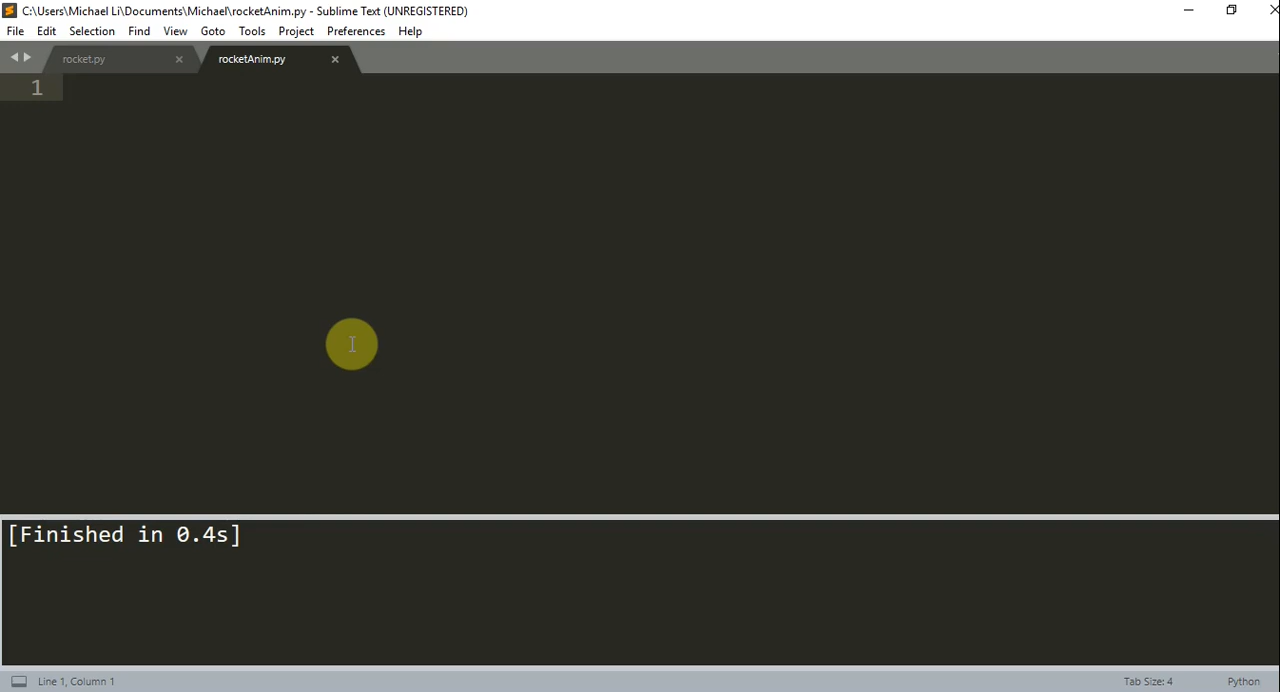 C:\Users\Michael Li\Documents\Michael\rocketAnim.py - Sublime Text (UNREGISTERED)
File Edit Selection Find View Goto Tools Project Preferences Help
rocket.py rocketAnim.py
1
[Finished in 0.4s]
Line 1, Column 1 Tab Size: 4 Python